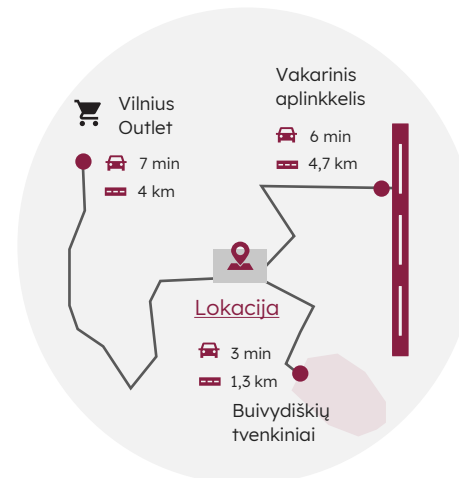 Vakarinis
aplinkkelis
6 min
4,7 km
Vilnius
Outlet
7 min
4 km
Lokacija
3 min
1,3 km
Buivydiškių
tvenkiniai